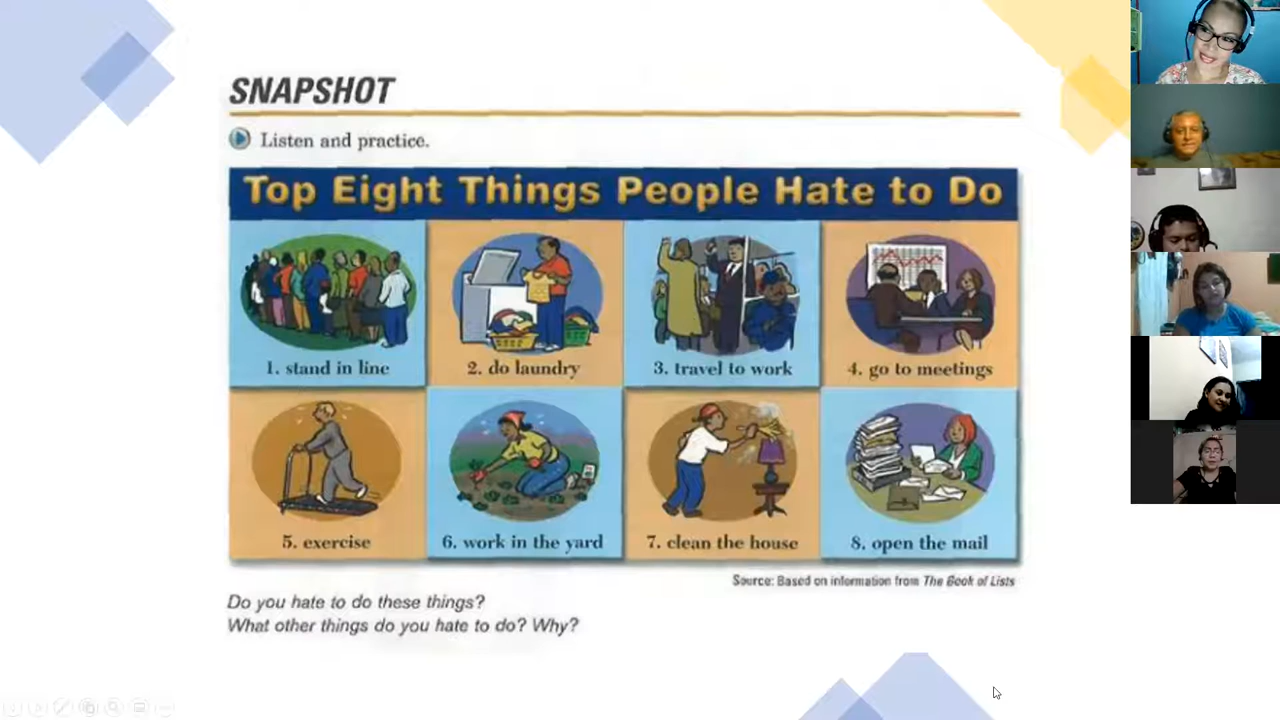 SNAPSHOT
Listen and practice.
Top Eight Things People Hate to Do
1. stand in line
2. do laundry
3. travel to work
4. go to meetings
5. exercise
6. work in the yard
7. clean the house
8. open the mail
Source: Based on information from The Book of Lists
Do you hate to do these things?
What other things do you hate to do? Why?